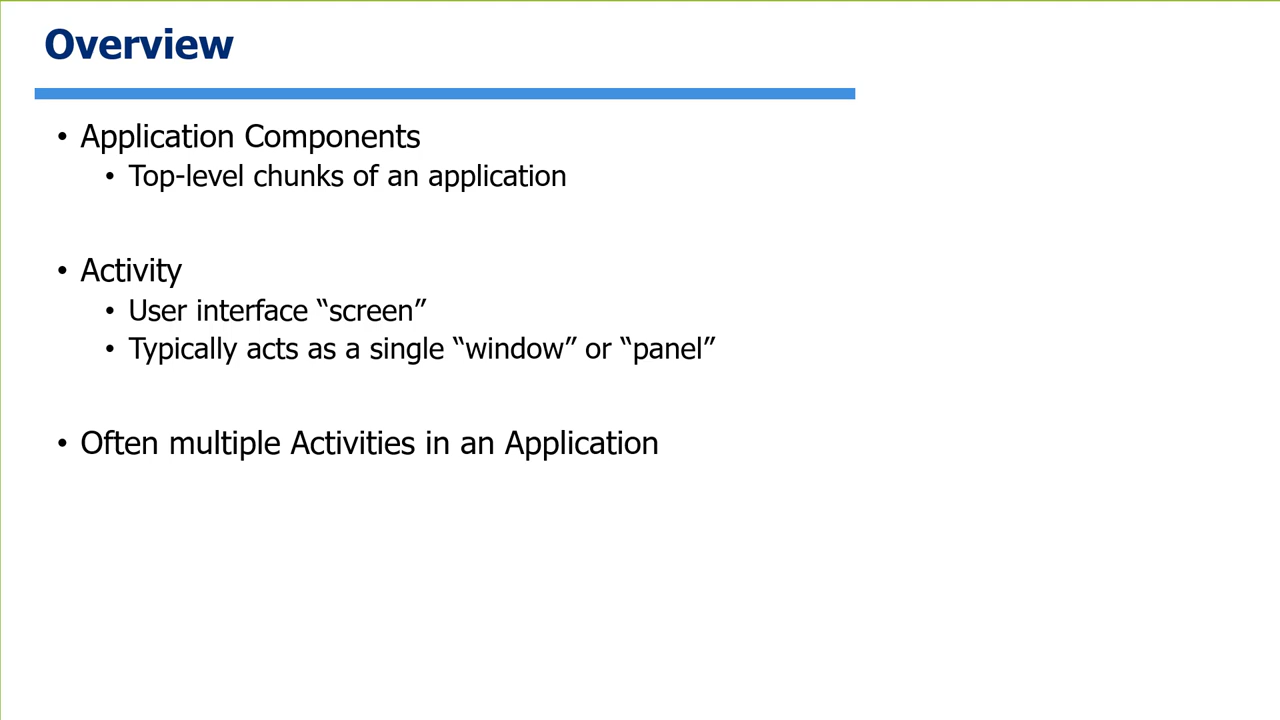 Overview
• Application Components
• Top-level chunks of an application
• Activity
• User interface “screen”
• Typically acts as a single “window” or “panel”
• Often multiple Activities in an Application